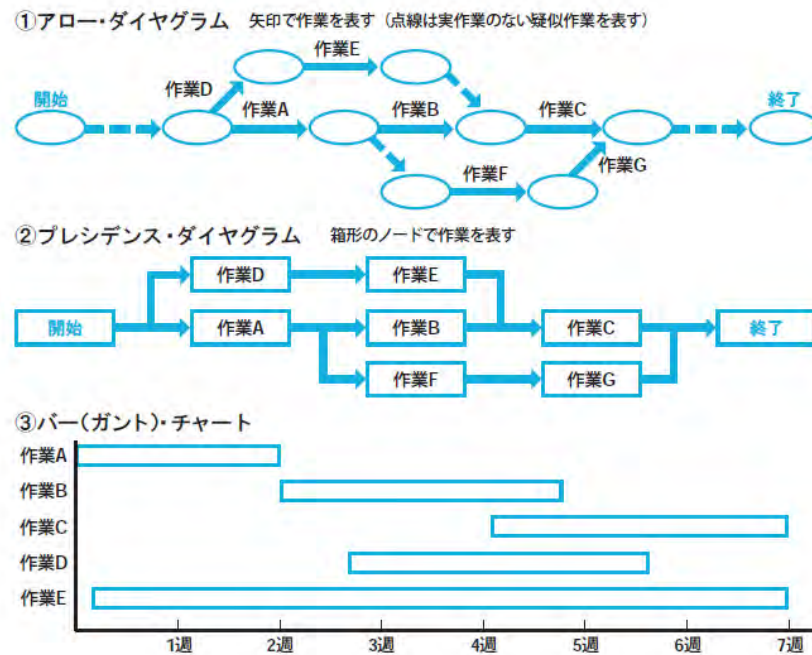 ①アロー・ダイヤグラム 矢印で作業を表す（点線は実作業のない疑似作業を表す）
作業E
作業D
開始
作業A
作業B
作業C
終了
作業F
作業G
②プレシデンス・ダイヤグラム 箱形のノードで作業を表す
作業D
作業E
開始
作業A
作業B
作業C
終了
作業F
作業G
③バー(ガント)・チャート
作業A
作業B
作業C
作業D
作業E
1週 2週 3週 4週 5週 6週 7週